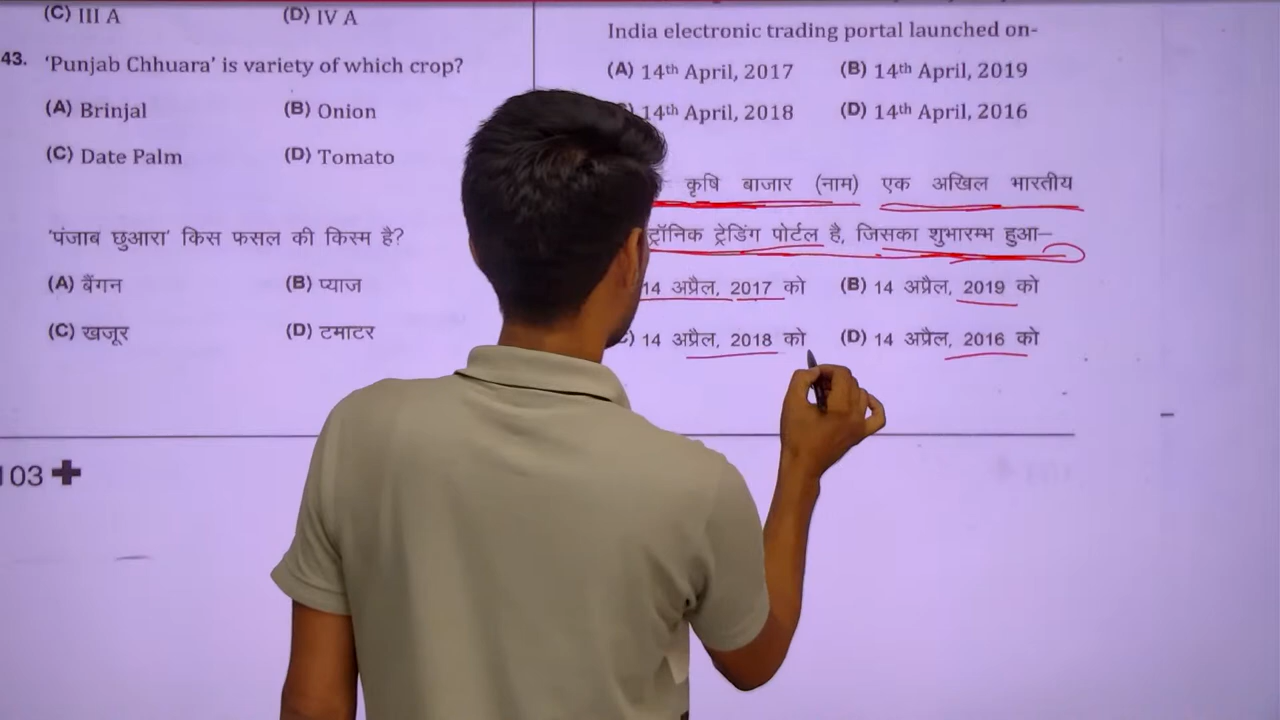 (C) III A (D) IV A
43. 'Punjab Chhuara' is variety of which crop?
(A) Brinjal (B) Onion
(C) Date Palm (D) Tomato
'पंजाब छुआरा' किस फसल की किस्म है?
(A) बैंगन (B) प्याज
(C) खजूर (D) टमाटर
103
India electronic trading portal launched on-
(A) 14th April, 2017 (B) 14th April, 2019
14th April, 2018 (D) 14th April, 2016
कृषि बाजार (नाम) एक अखिल भारतीय
ट्रेडिंग पोर्टल है, जिसका शुभारम्भ हुआ–
14 अप्रैल, 2017 को (B) 14 अप्रैल, 2019 को
14 अप्रैल, 2018 को (D) 14 अप्रैल, 2016 को